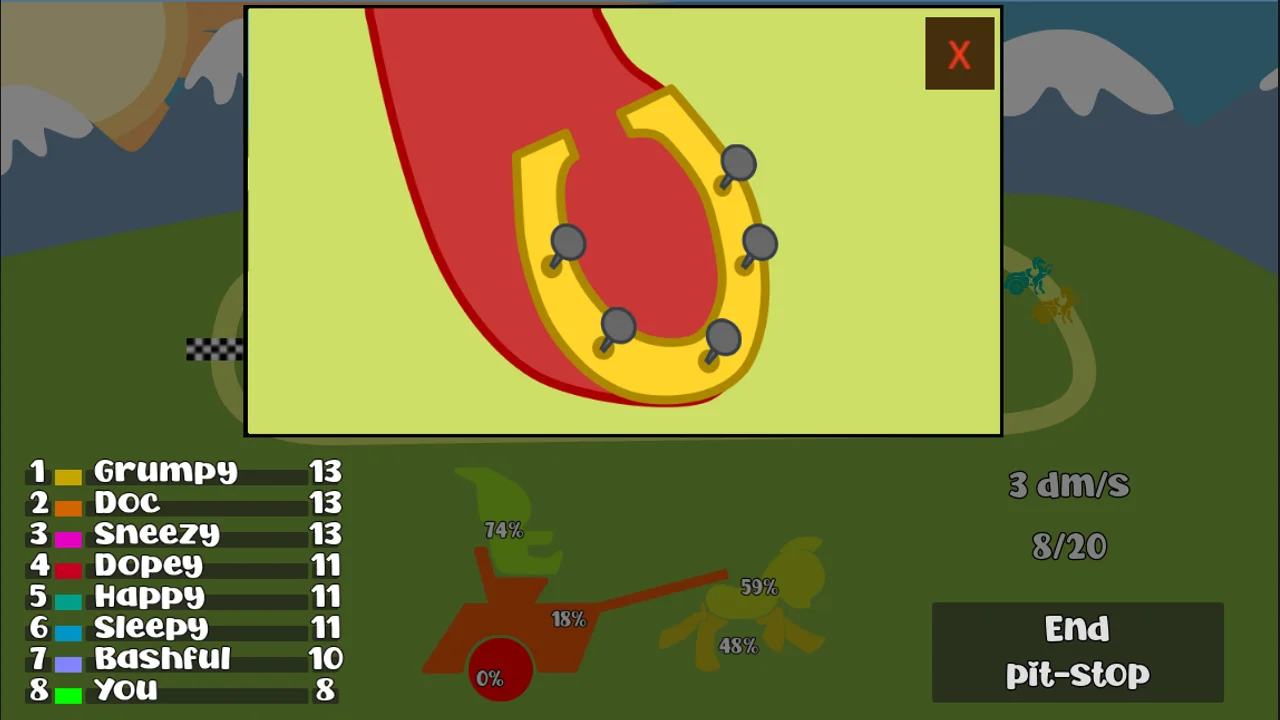 X
1 Grumpy 13
2 Doc 13
3 Sneezy 13
4 Dopey 11
5 Happy 11
6 Sleepy 11
7 Bashful 10
8 You 8
74%
18%
0%
59%
48%
3 dm/s
8/20
End
pit-stop